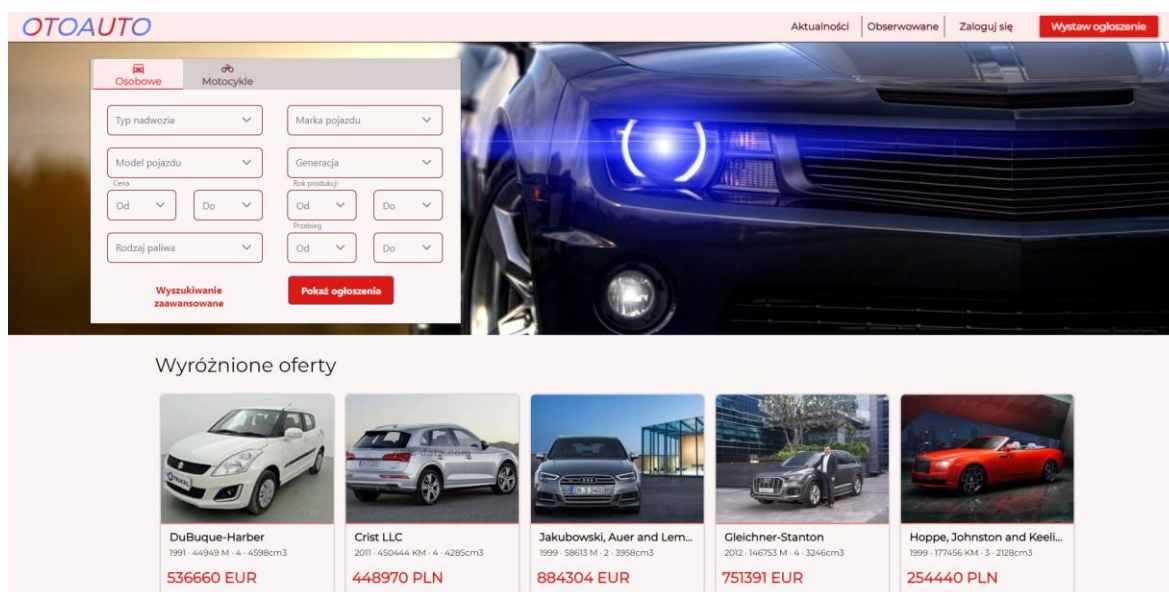 OTOAUTO
Aktualności
Obserwowane
Zaloguj się
Wystaw ogłoszenie
Osobowe
Motocykle
Typ nadwozia
Marka pojazdu
Model pojazdu
Generacja
Cena
Rok produkcji
Od
Do
Od
Do
Przebieg
Rodzaj paliwa
Od
Do
Wyszukiwanie
zaawansowane
Pokaż ogłoszenia
Wyróżnione oferty
DuBuque-Harber
1991 · 44949 M · 4 · 4598cm3
536660 EUR
Crist LLC
2011 · 450444 KM · 4 · 4285cm3
448970 PLN
Jakubowski, Auer and Lem...
1999 · 58613 M · 2 · 3958cm3
884304 EUR
Gleichner-Stanton
2012 · 146753 M · 4 · 3246cm3
751391 EUR
Hoppe, Johnston and Keeli...
1999 · 177456 KM · 3 · 2128cm3
254440 PLN